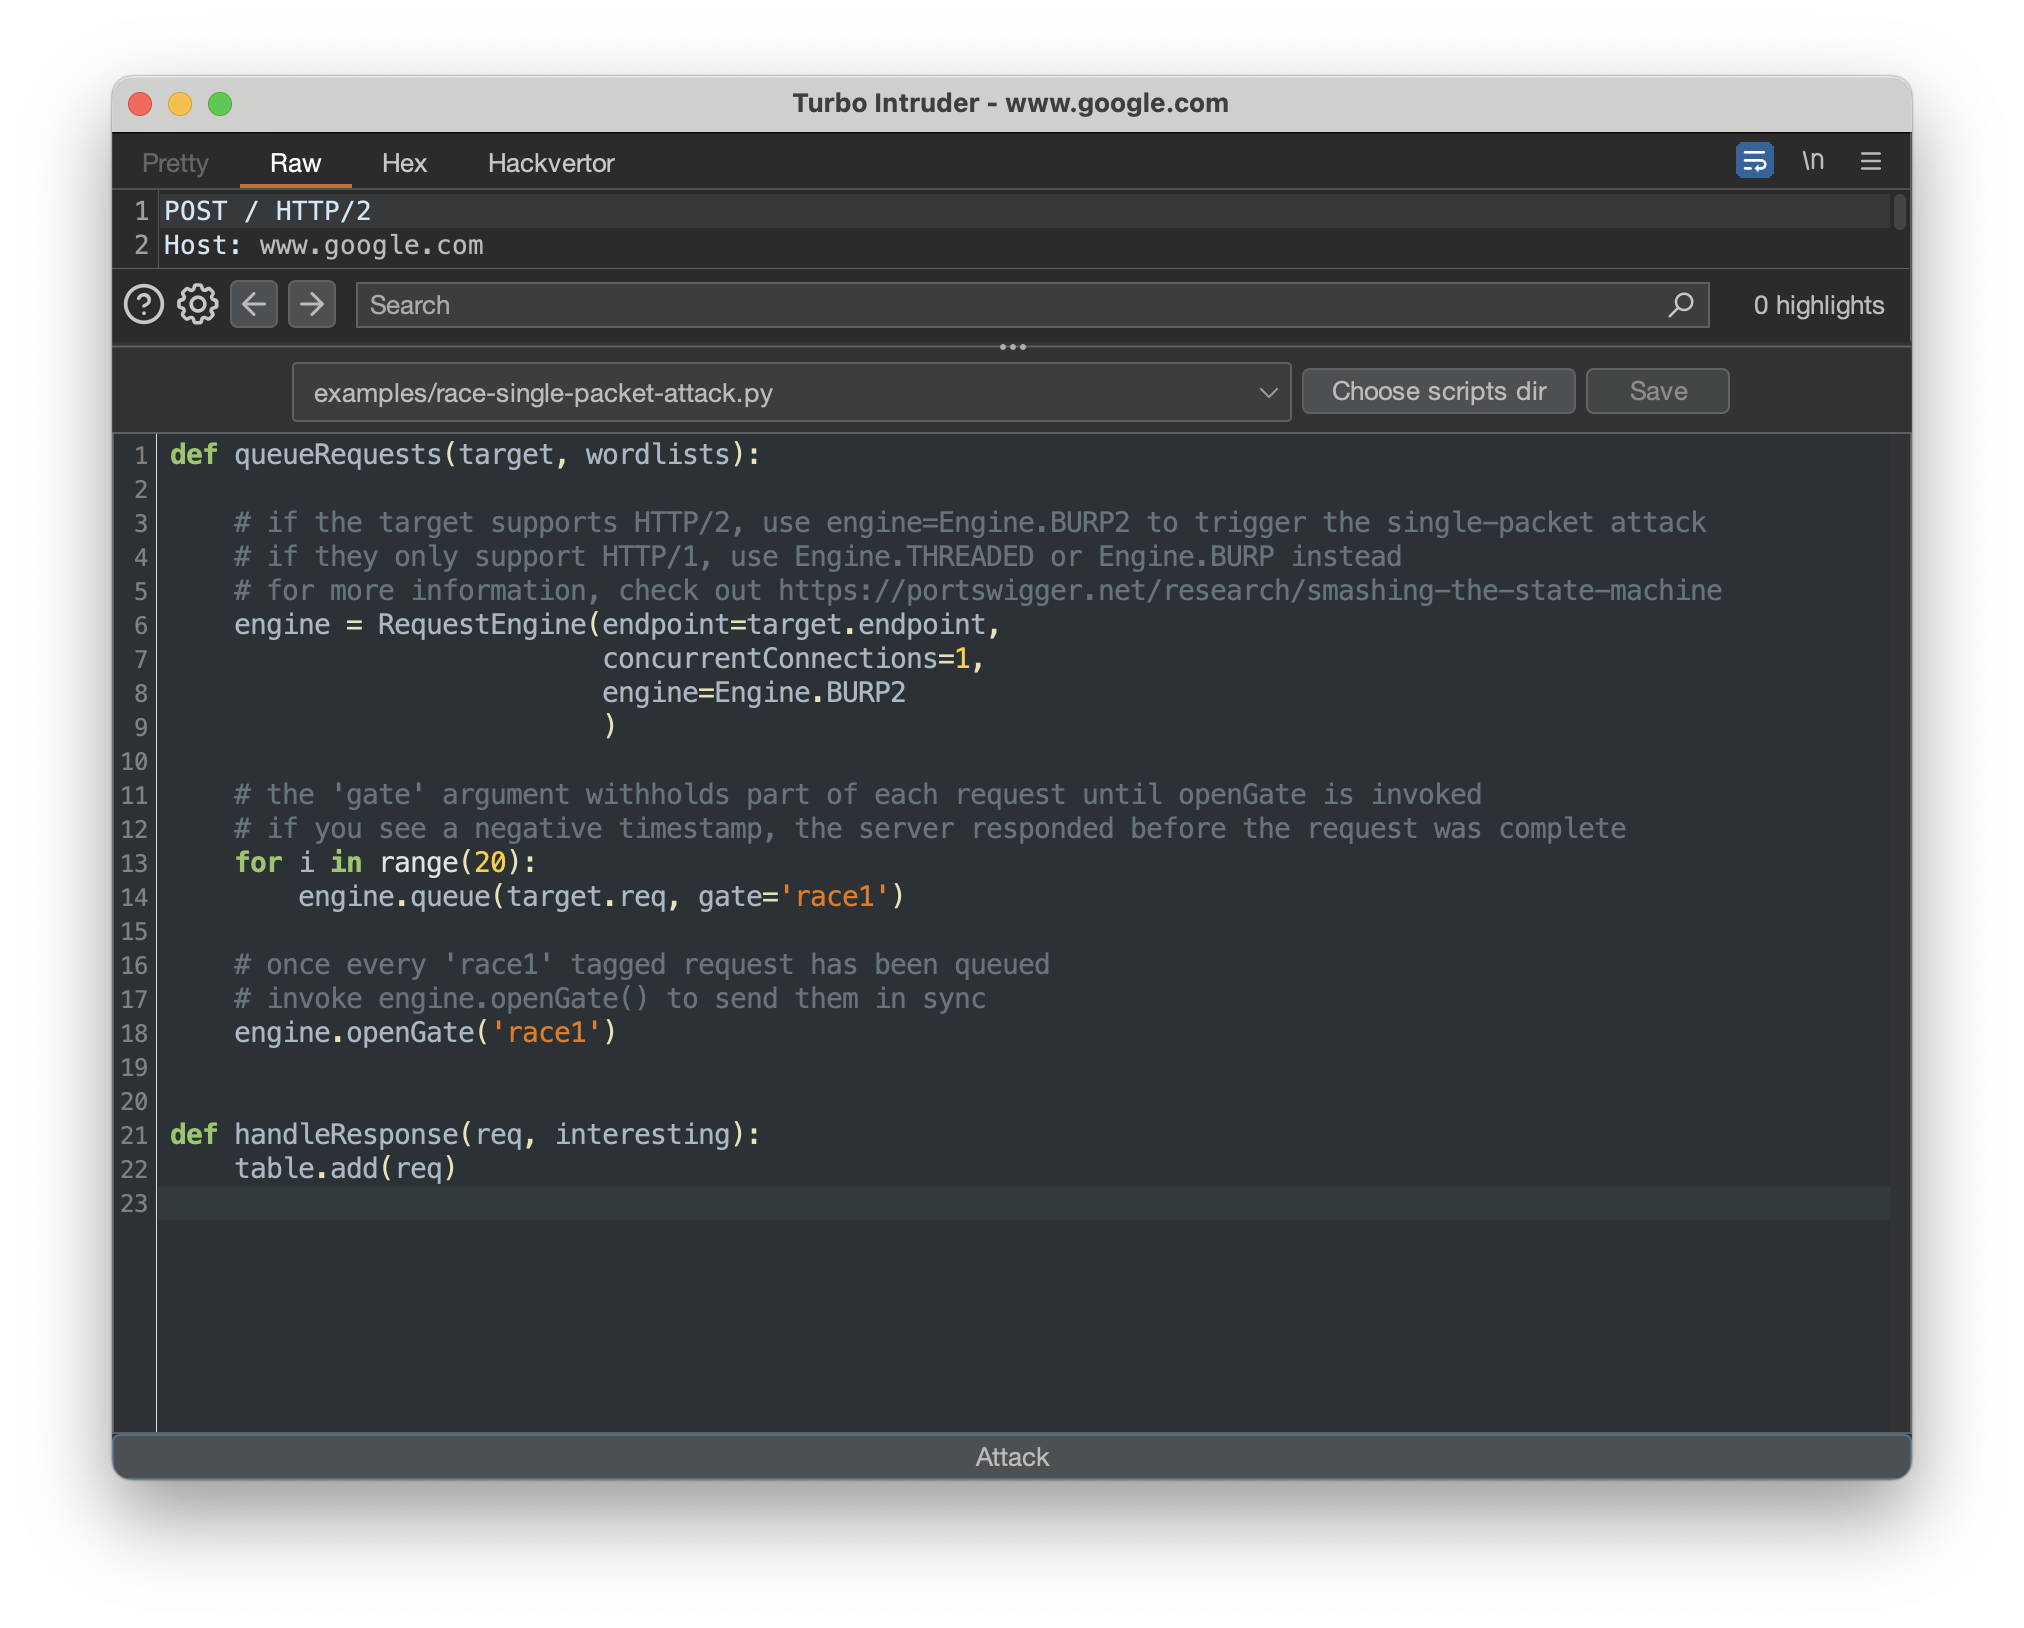 Turbo Intruder - www.google.com
Pretty Raw Hex Hackvertor \n
1 POST / HTTP/2
2 Host: www.google.com
Search 0 highlights
examples/race-single-packet-attack.py Choose scripts dir Save
1 def queueRequests(target, wordlists):
2
3     # if the target supports HTTP/2, use engine=Engine.BURP2 to trigger the single-packet attack
4     # if they only support HTTP/1, use Engine.THREADED or Engine.BURP instead
5     # for more information, check out https://portswigger.net/research/smashing-the-state-machine
6     engine = RequestEngine(endpoint=target.endpoint,
7                            concurrentConnections=1,
8                            engine=Engine.BURP2
9                            )
10
11     # the 'gate' argument withholds part of each request until openGate is invoked
12     # if you see a negative timestamp, the server responded before the request was complete
13     for i in range(20):
14         engine.queue(target.req, gate='race1')
15
16     # once every 'race1' tagged request has been queued
17     # invoke engine.openGate() to send them in sync
18     engine.openGate('race1')
19
20
21 def handleResponse(req, interesting):
22     table.add(req)
23
Attack